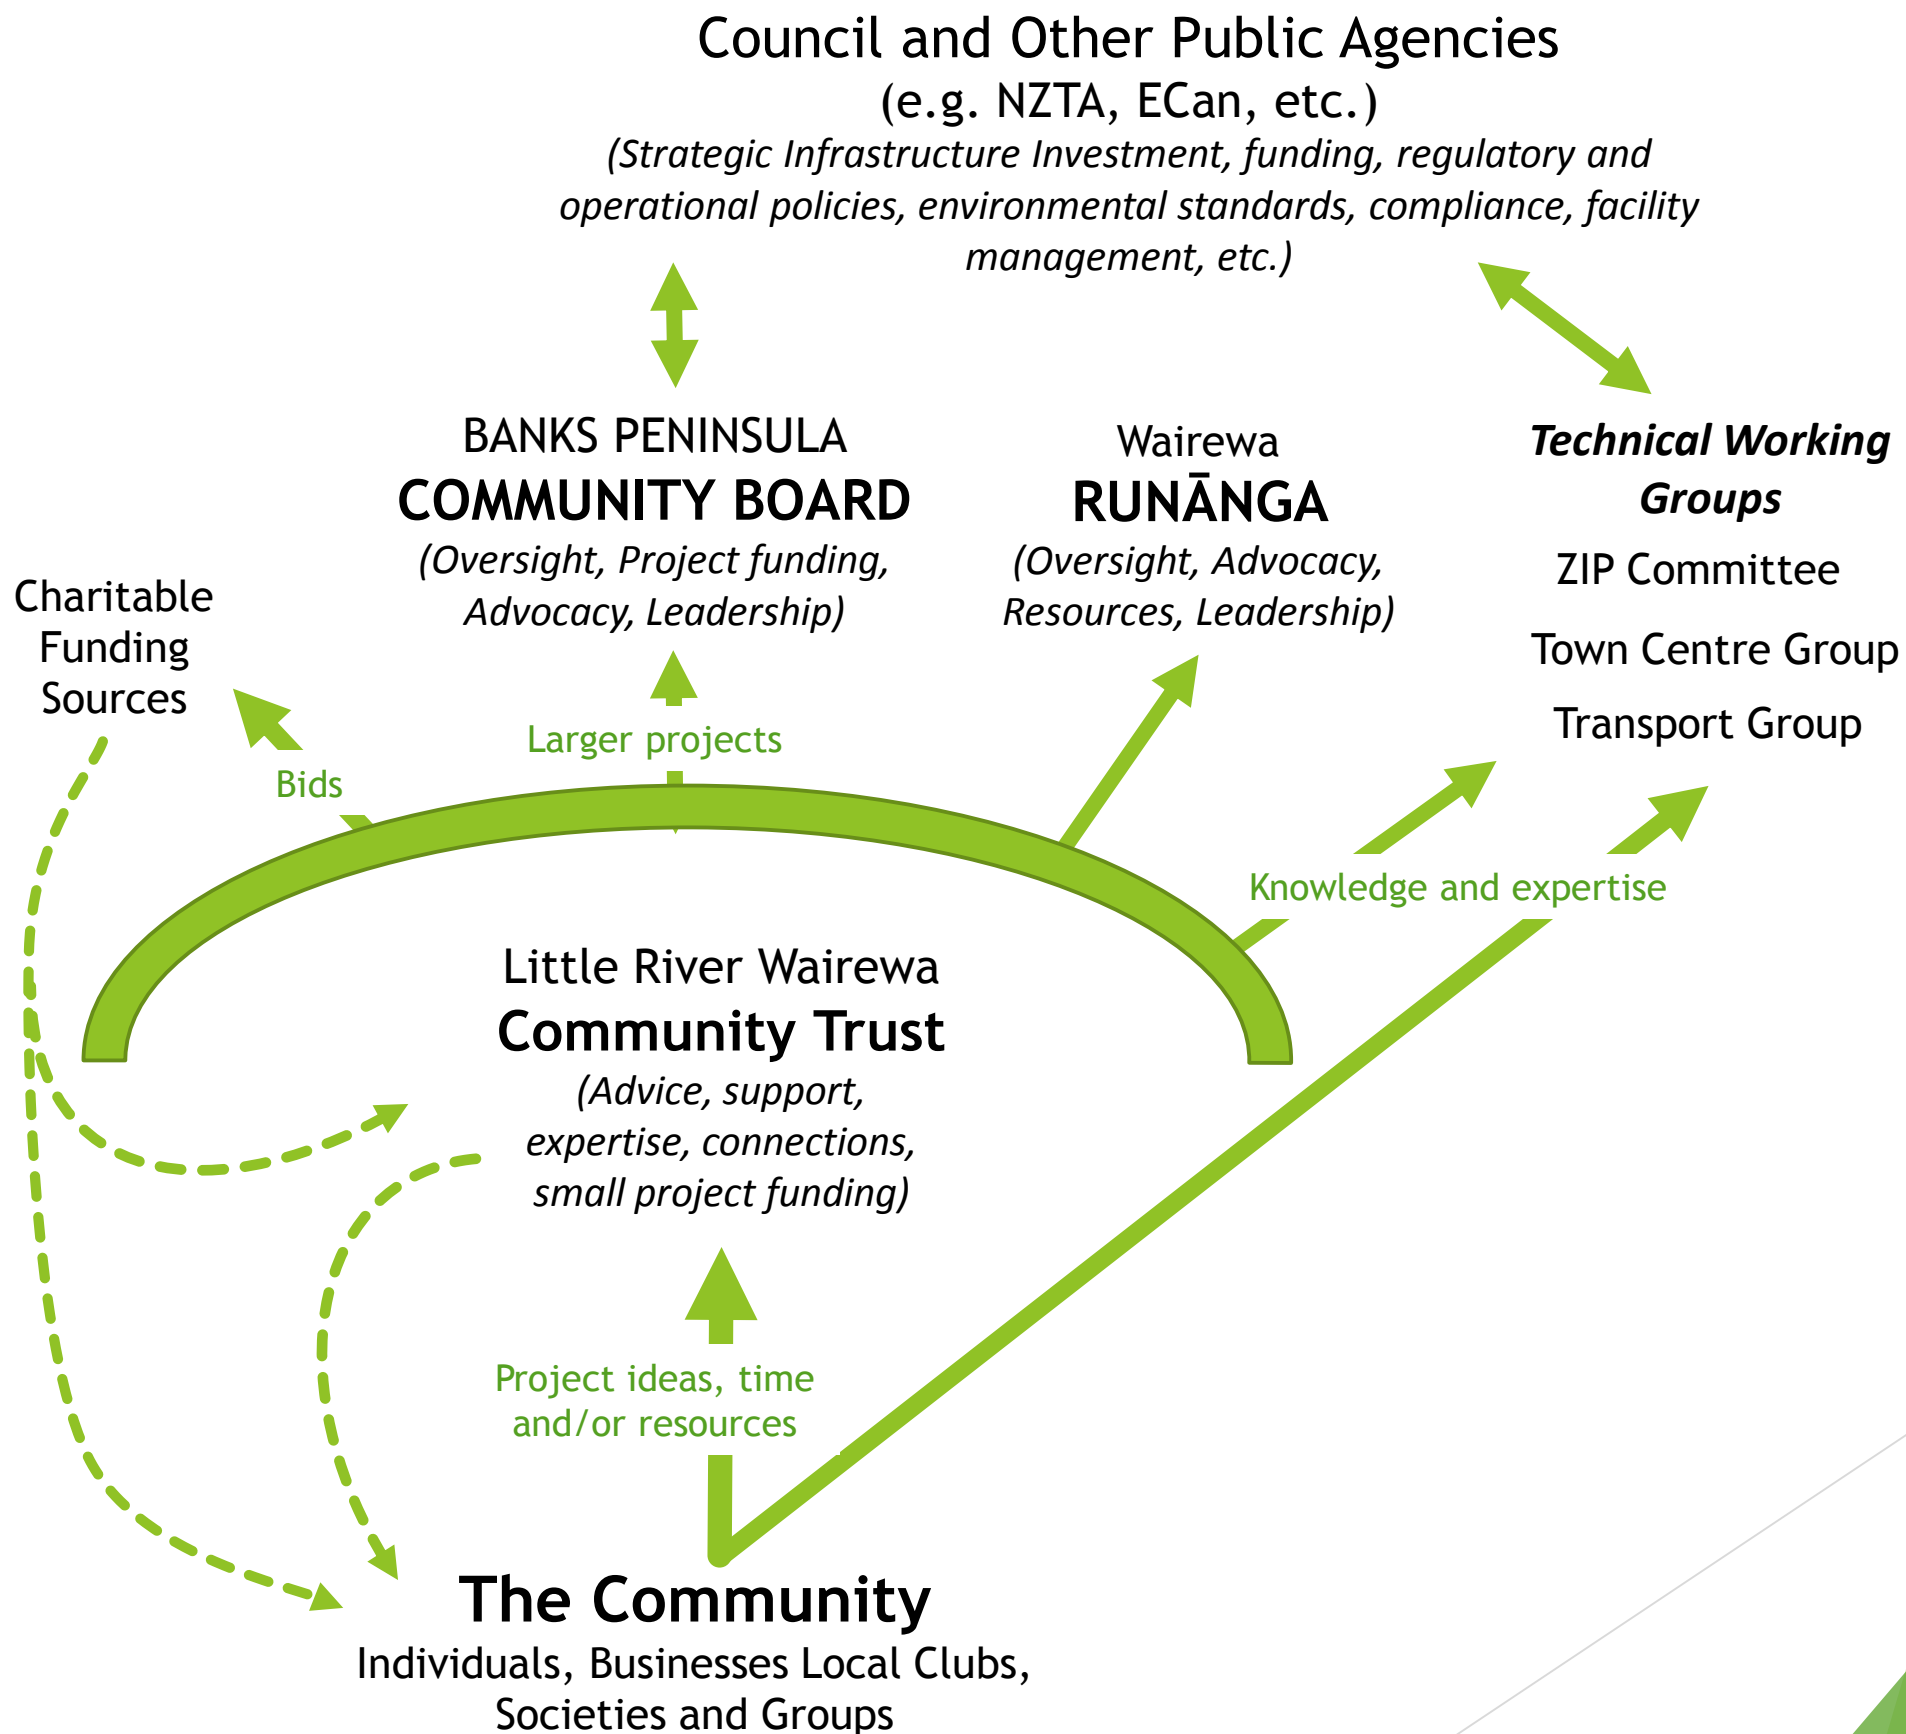 Council and Other Public Agencies
(e.g. NZTA, ECan, etc.)
(Strategic Infrastructure Investment, funding, regulatory and
operational policies, environmental standards, compliance, facility
management, etc.)
BANKS PENINSULA
COMMUNITY BOARD
(Oversight, Project funding,
Advocacy, Leadership)
Wairewa
RUNĀNGA
(Oversight, Advocacy,
Resources, Leadership)
Technical Working
Groups
ZIP Committee
Town Centre Group
Transport Group
Charitable
Funding
Sources
Bids
Larger projects
Knowledge and expertise
Little River Wairewa
Community Trust
(Advice, support,
expertise, connections,
small project funding)
Project ideas, time
and/or resources
The Community
Individuals, Businesses Local Clubs,
Societies and Groups